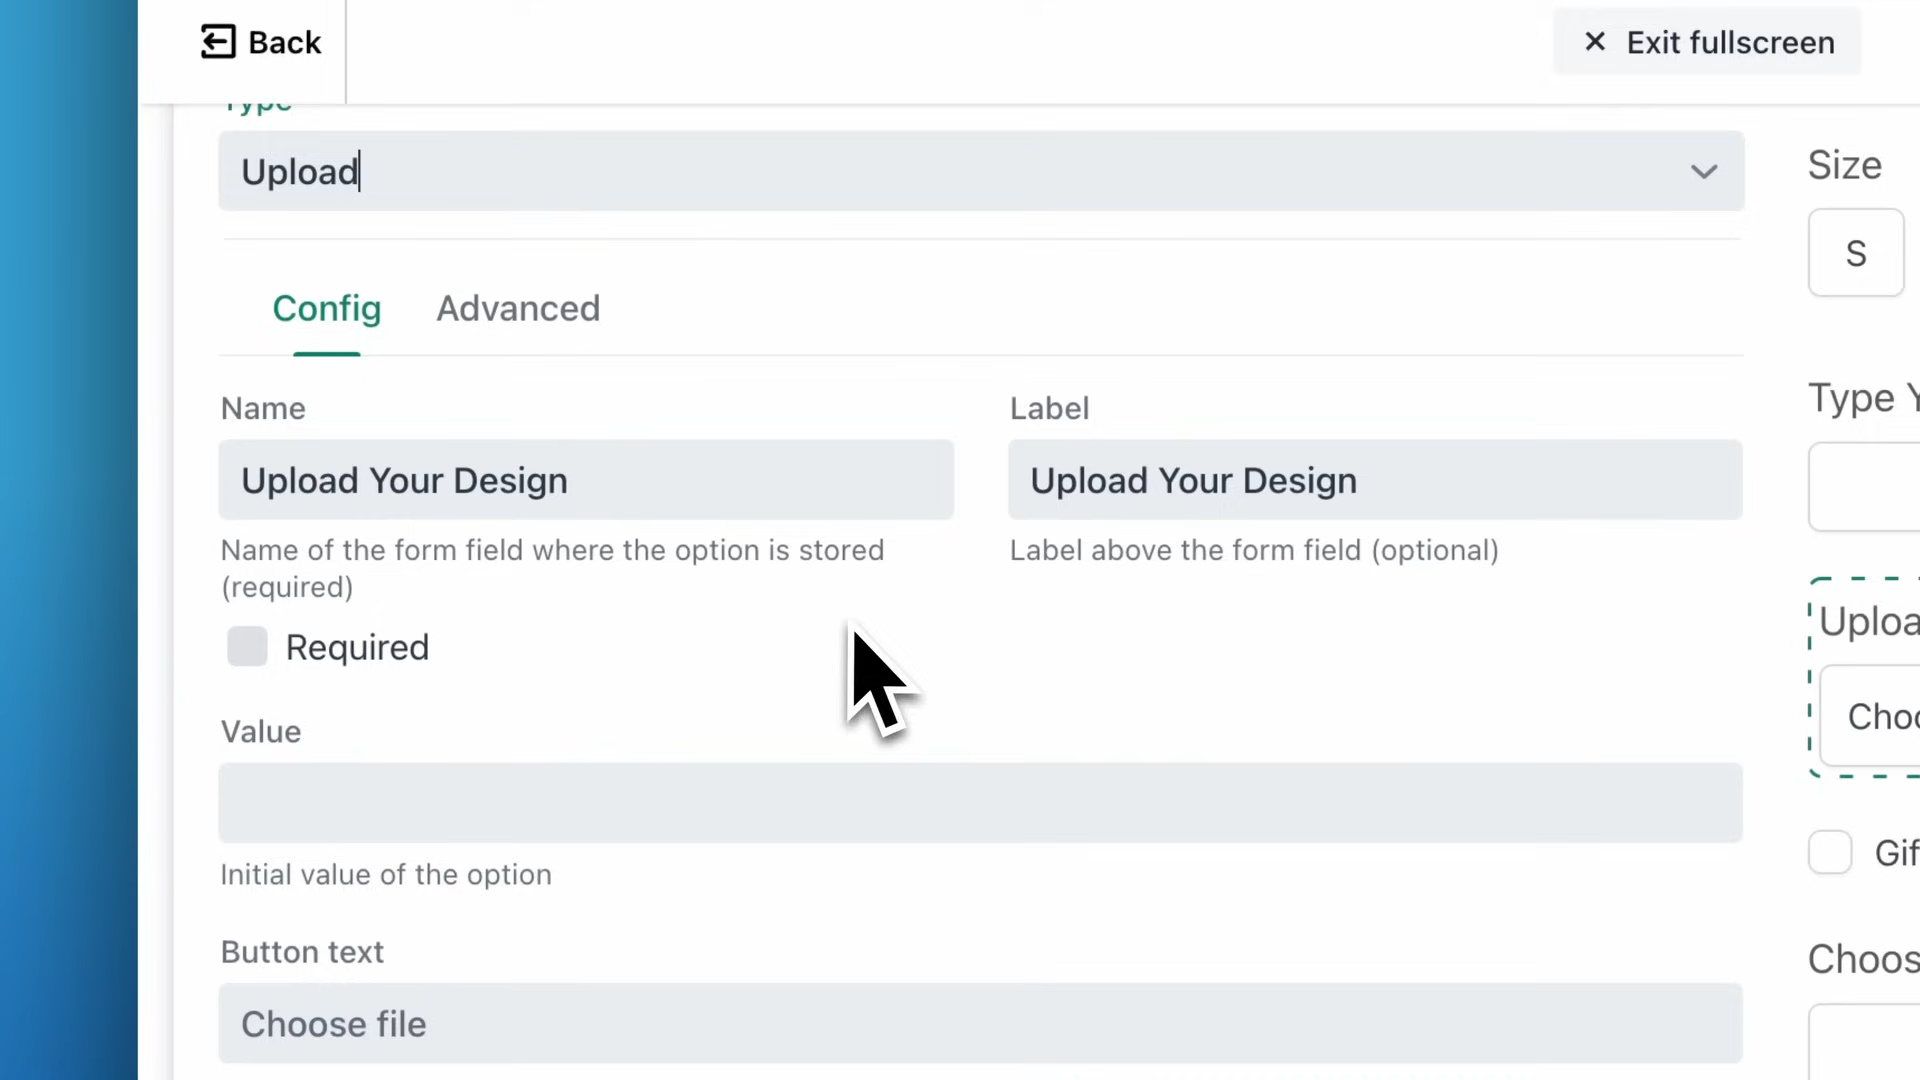 Back
Exit fullscreen
Type
Upload
Config
Advanced
Name
Label
Upload Your Design
Upload Your Design
Name of the form field where the option is stored
(required)
Label above the form field (optional)
Required
Value
Initial value of the option
Button text
Choose file
Size
S
Type